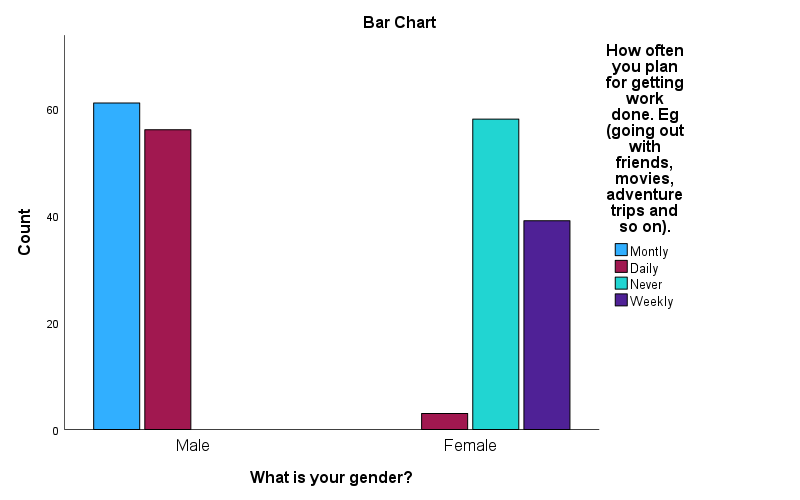 Bar Chart
How often
you plan
for getting
work
done. Eg
(going out
with
friends,
movies,
adventure
trips and
so on).
Montly
Daily
Never
Weekly
Count
60
40
20
0
Male
Female
What is your gender?